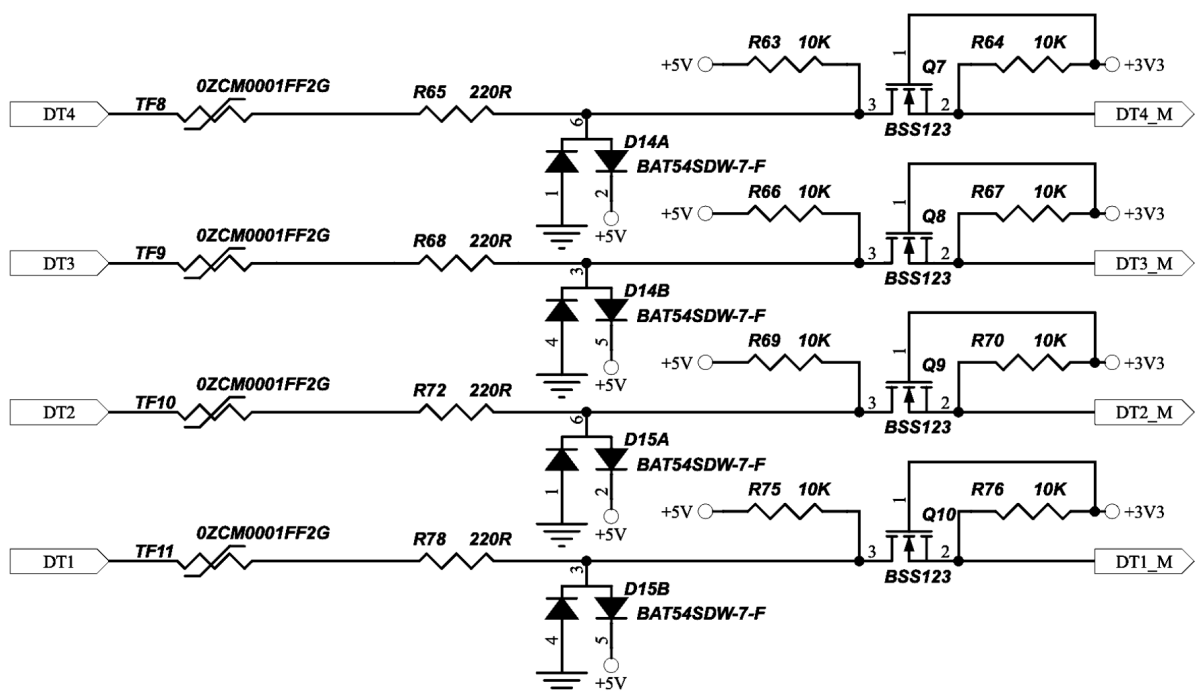 R63 10K
R64 10K
1
+5V
Q7
+3V3
0ZCM0001FF2G
TF8
R65 220R
DT4
6
3
2
DT4_M
BSS123
D14A
BAT54SDW-7-F
1
2
+5V
R66 10K
R67 10K
1
+5V
Q8
+3V3
0ZCM0001FF2G
TF9
R68 220R
DT3
3
3
2
DT3_M
BSS123
D14B
BAT54SDW-7-F
4
5
+5V
R69 10K
R70 10K
1
+5V
Q9
+3V3
0ZCM0001FF2G
TF10
R72 220R
DT2
6
3
2
DT2_M
BSS123
D15A
BAT54SDW-7-F
1
2
+5V
R75 10K
R76 10K
1
+5V
Q10
+3V3
0ZCM0001FF2G
TF11
R78 220R
DT1
3
3
2
DT1_M
BSS123
D15B
BAT54SDW-7-F
4
5
+5V